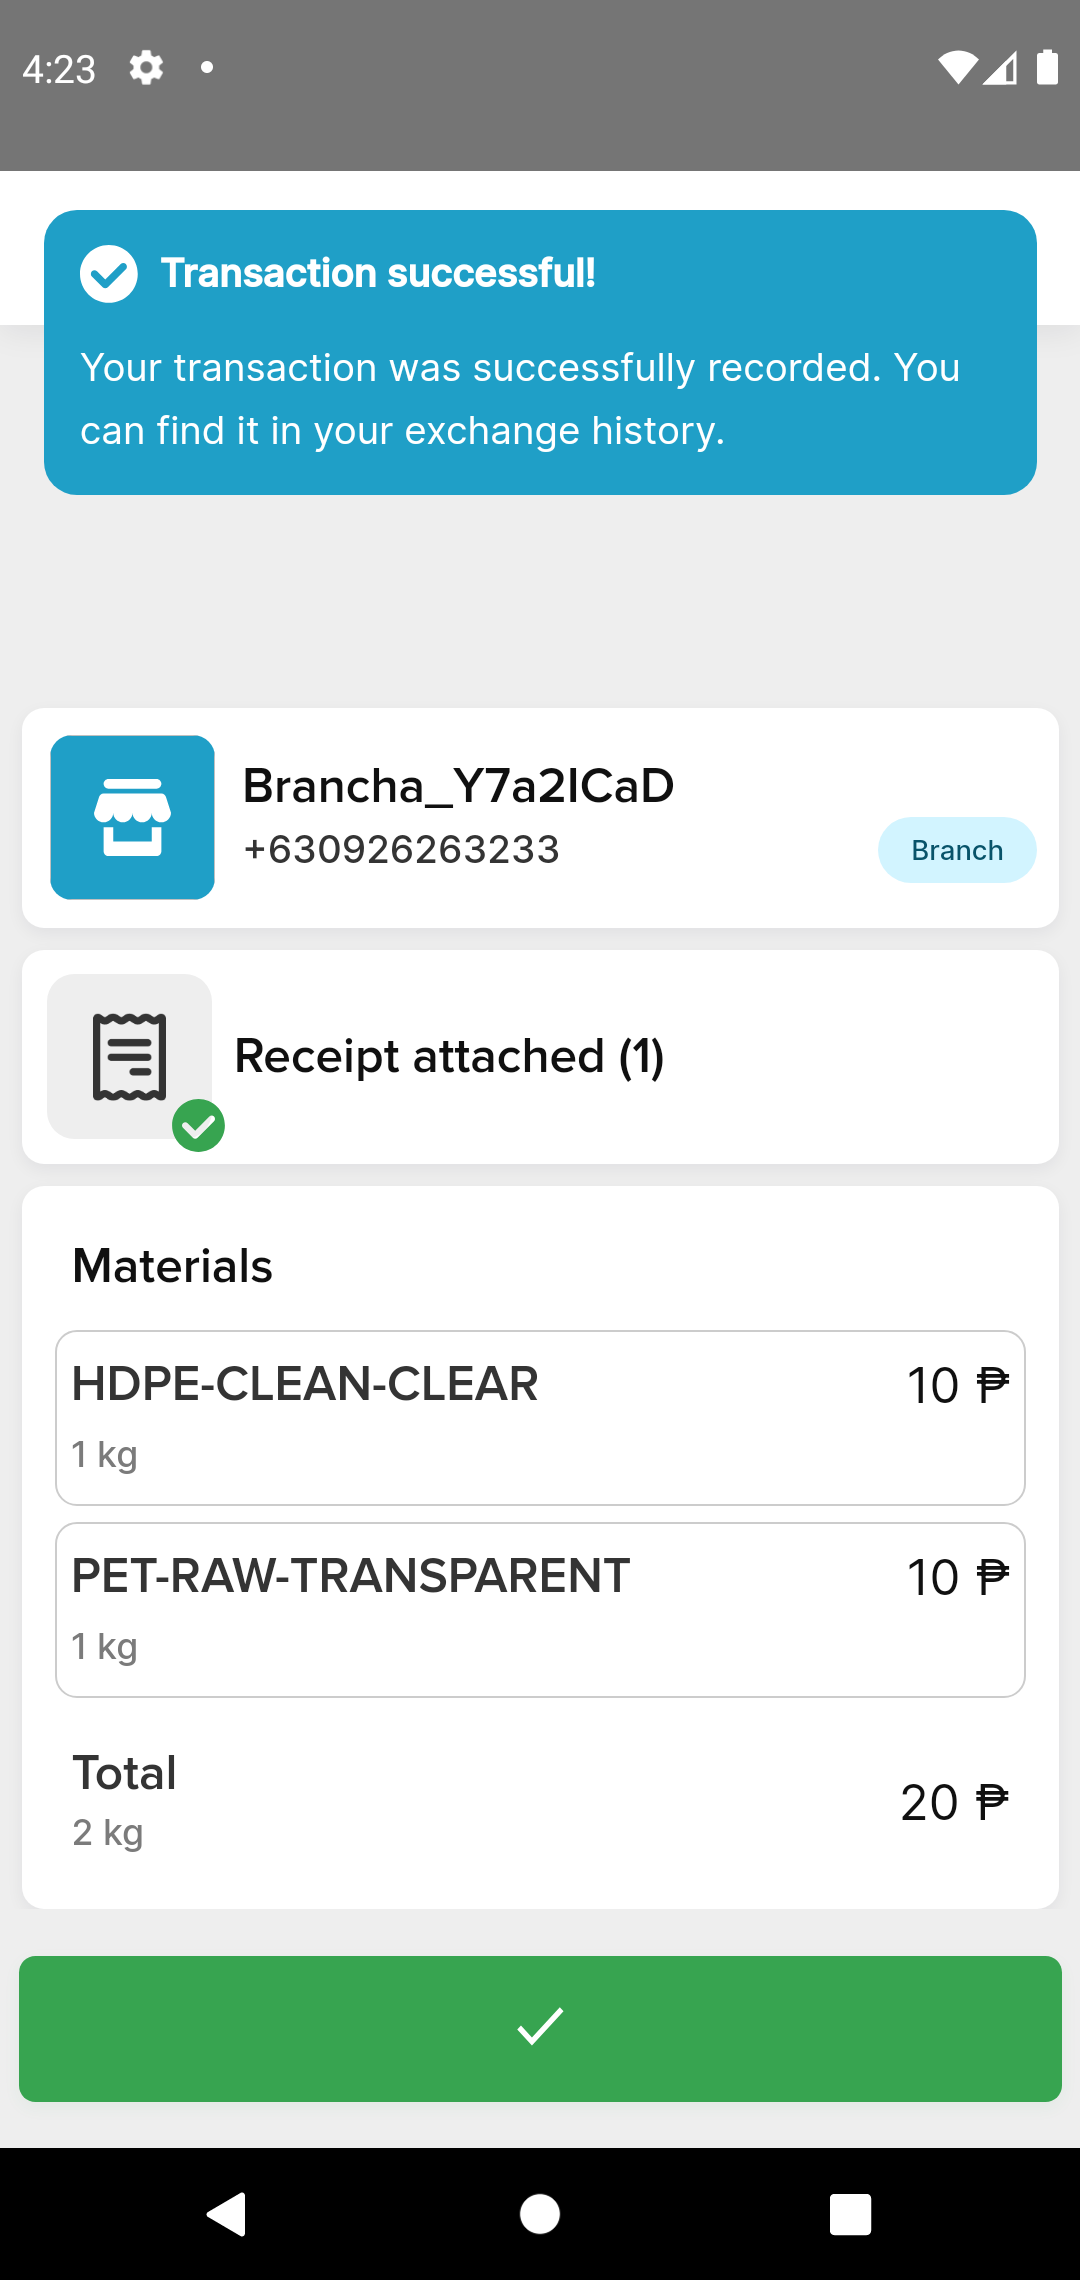 4:23
Transaction successful!
Your transaction was successfully recorded. You
can find it in your exchange history.
Brancha_Y7a2lCaD
+630926263233
Branch
Receipt attached (1)
Materials
HDPE-CLEAN-CLEAR
10 ₱
1 kg
PET-RAW-TRANSPARENT
10 ₱
1 kg
Total
20 ₱
2 kg